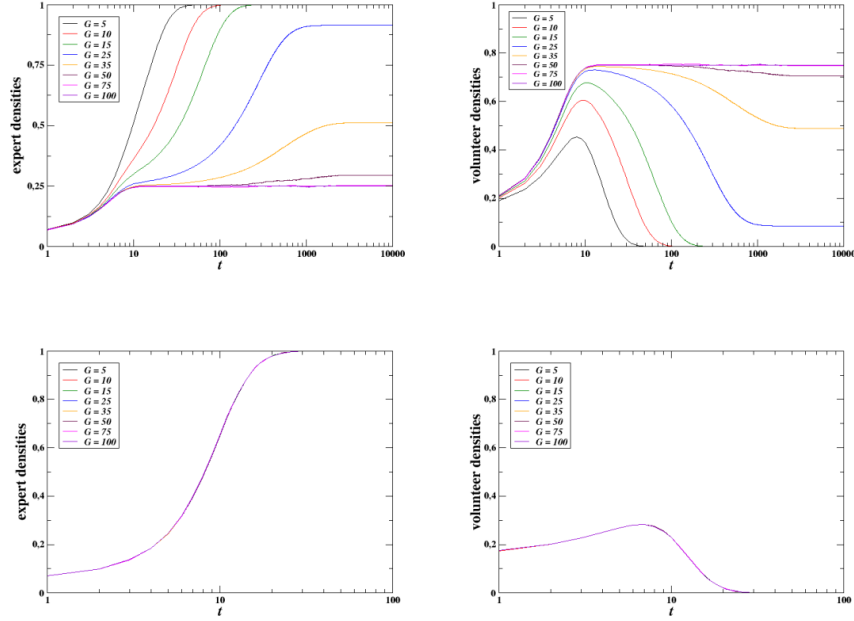 1
0,75
0,5
0,25
0
expert densities
G = 5
G = 10
G = 15
G = 25
G = 35
G = 50
G = 75
G = 100
1 10 100 1000 10000
t
1
0,8
0,6
0,4
0,2
0
volunteer densities
G = 5
G = 10
G = 15
G = 25
G = 35
G = 50
G = 75
G = 100
1 10 100 1000 10000
t
1
0,8
0,6
0,4
0,2
0
expert densities
G = 5
G = 10
G = 15
G = 25
G = 35
G = 50
G = 75
G = 100
1 10 100
t
1
0,8
0,6
0,4
0,2
0
volunteer densities
G = 5
G = 10
G = 15
G = 25
G = 35
G = 50
G = 75
G = 100
1 10 100
t